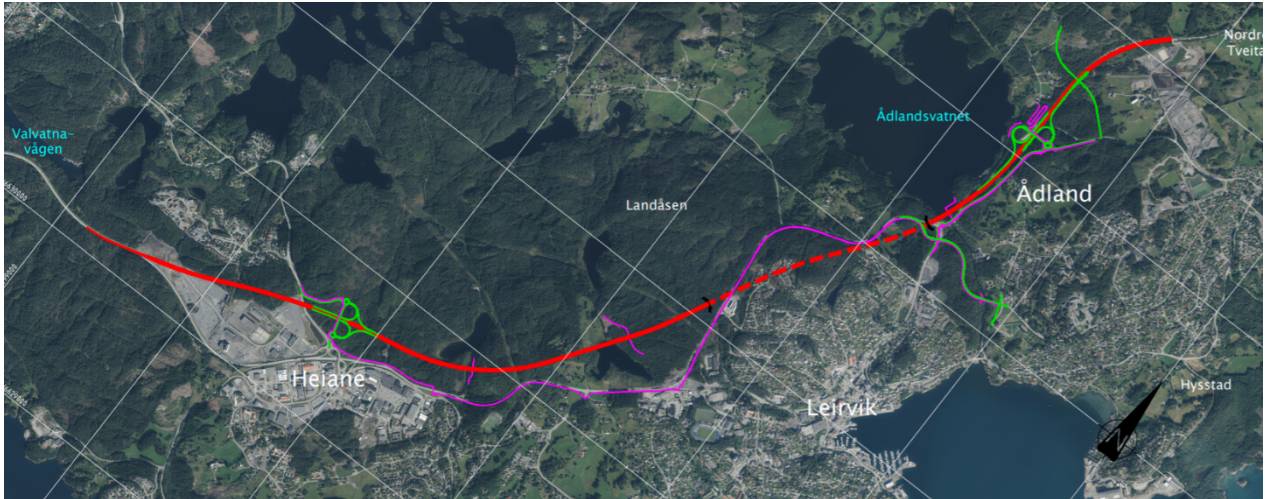 Nordre
Tveita
Ådlandsvatnet
Valvatna-
vågen
Ådland
Landåsen
Heiane
Leirvik
Hysstad
N